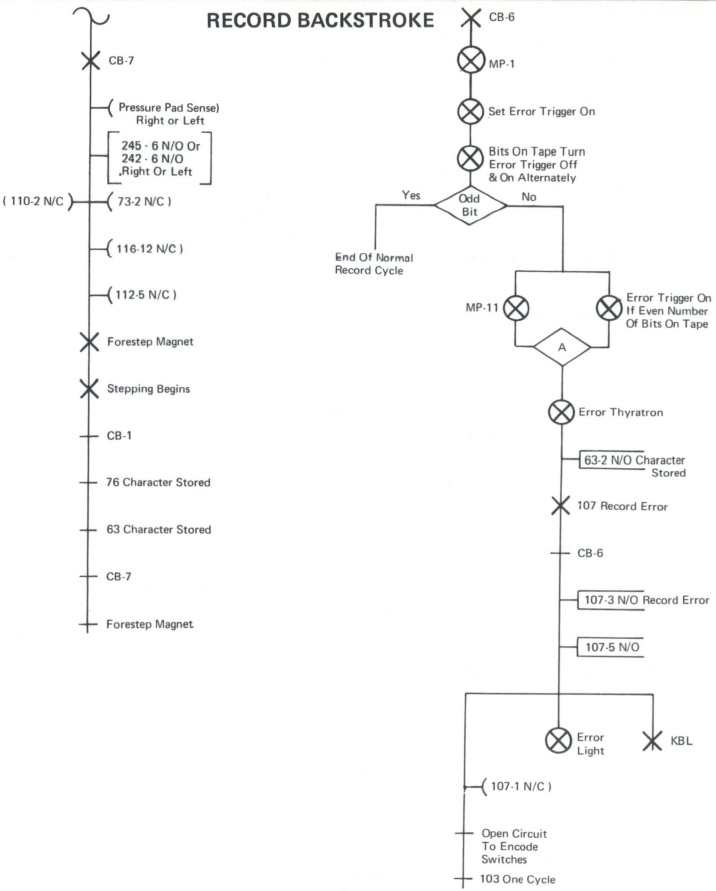 RECORD BACKSTROKE
CB-7
( Pressure Pad Sense)
Right or Left
245 - 6 N/O Or
242 - 6 N/O
.Right Or Left
( 110-2 N/C )
( 73-2 N/C )
( 116-12 N/C )
( 112-5 N/C )
Forestep Magnet
Stepping Begins
CB-1
76 Character Stored
63 Character Stored
CB-7
Forestep Magnet
CB-6
MP-1
Set Error Trigger On
Bits On Tape Turn
Error Trigger Off
& On Alternately
Yes
Odd
Bit
No
End Of Normal
Record Cycle
MP-11
Error Trigger On
If Even Number
Of Bits On Tape
A
Error Thyratron
63-2 N/O Character
Stored
107 Record Error
CB-6
107-3 N/O Record Error
107-5 N/O
Error
Light
KBL
( 107-1 N/C )
Open Circuit
To Encode
Switches
103 One Cycle